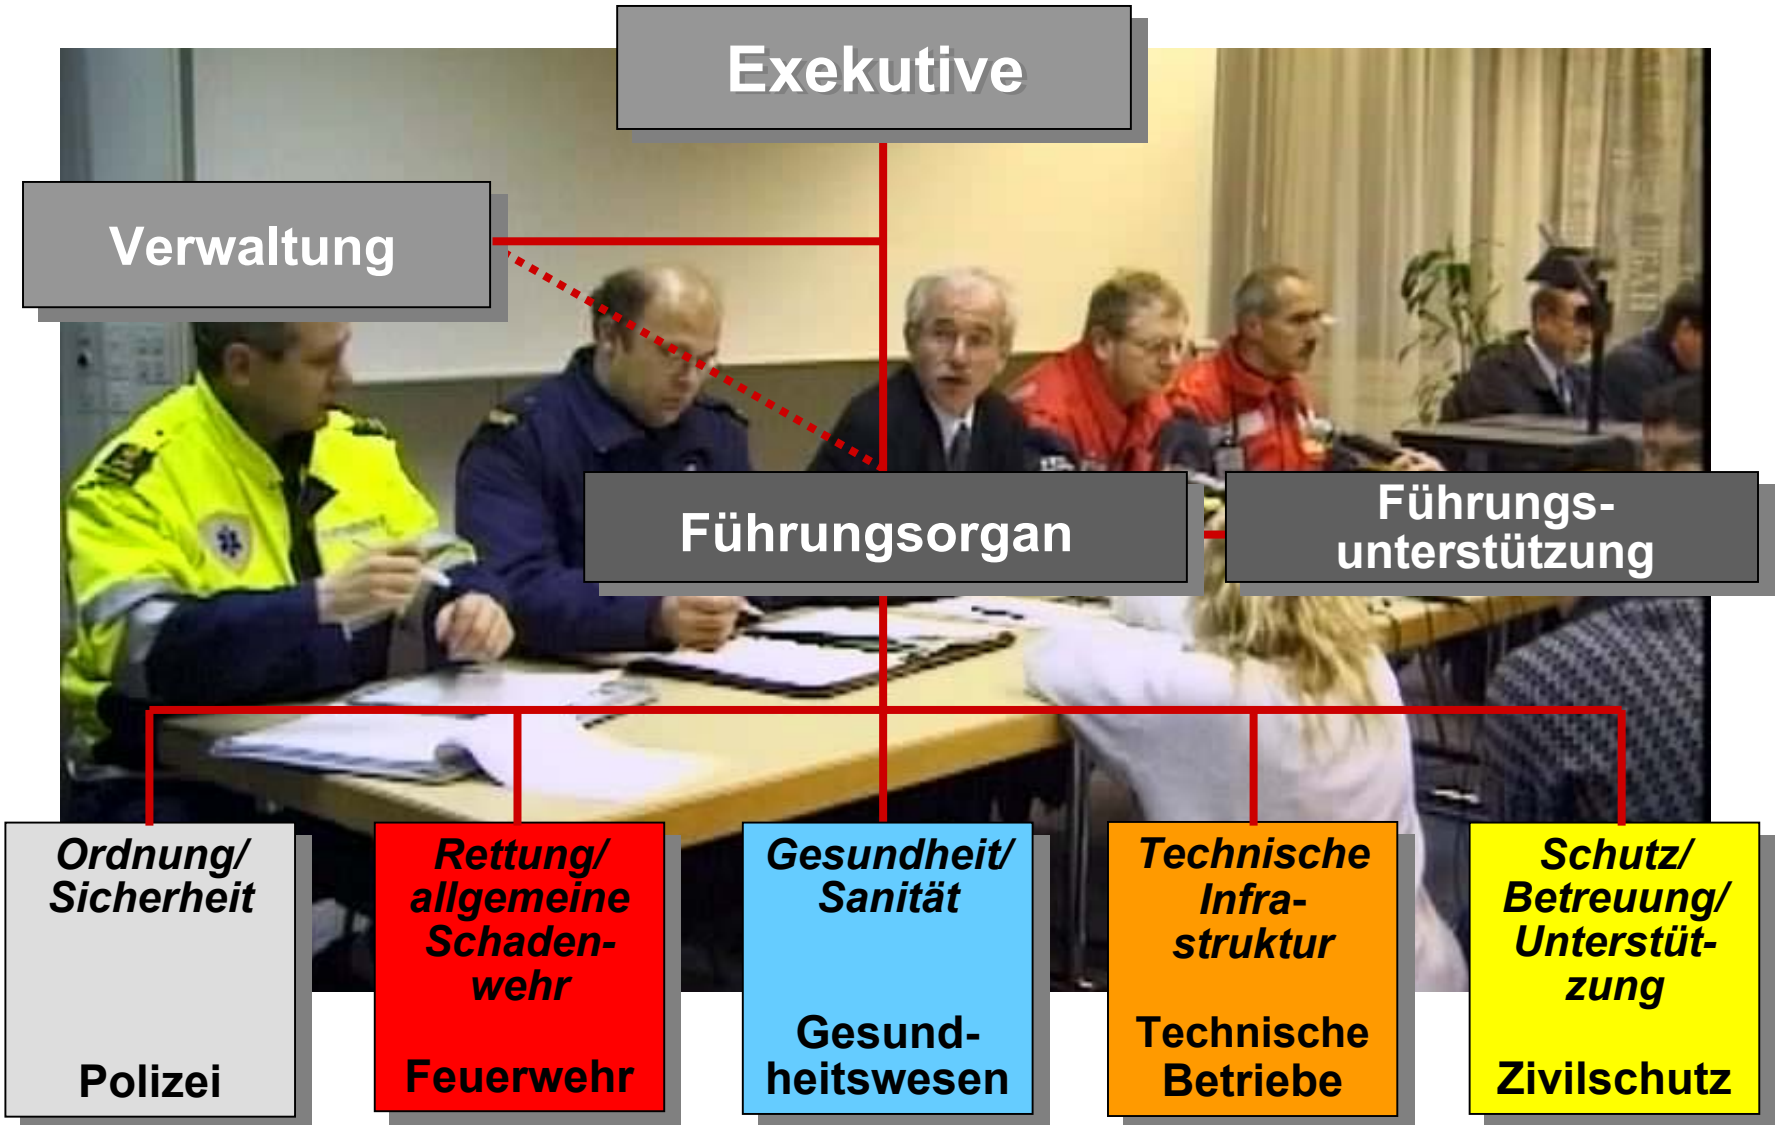 Exekutive
Verwaltung
Führungsorgan
Führungs-
unterstützung
Ordnung/
Sicherheit
Polizei
Rettung/
allgemeine
Schaden-
wehr
Feuerwehr
Gesundheit/
Sanität
Gesund-
heitswesen
Technische
Infra-
struktur
Technische
Betriebe
Schutz/
Betreuung/
Unterstüt-
zung
Zivilschutz